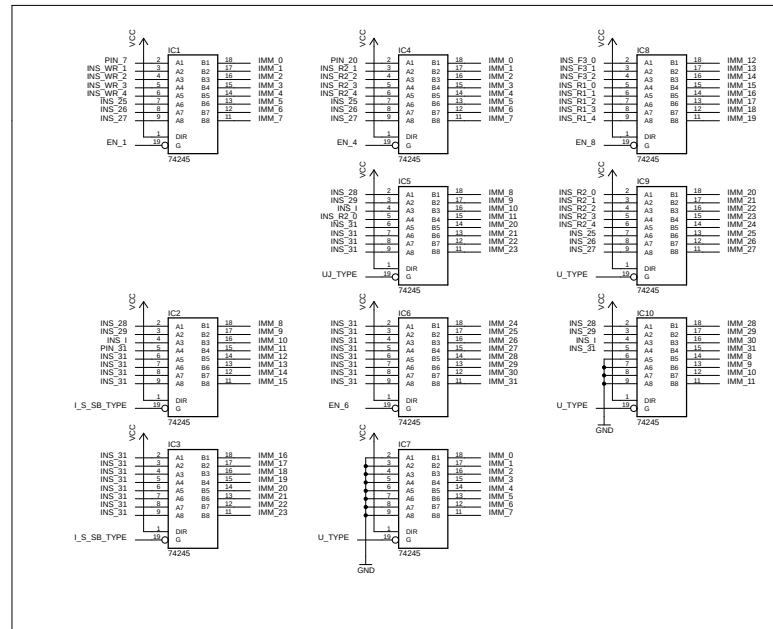 VCC
IC1
PIN_7 2 A1 B1 18 IMM_0
INS_WR_1 3 A2 B2 17 IMM_1
INS_WR_2 4 A3 B3 16 IMM_2
INS_WR_3 5 A4 B4 15 IMM_3
INS_WR_4 6 A5 B5 14 IMM_4
INS_25 7 A6 B6 13 IMM_5
INS_26 8 A7 B7 12 IMM_6
INS_27 9 A8 B8 11 IMM_7
1 DIR
EN_1 19 G
74245
VCC
IC4
PIN_20 2 A1 B1 18 IMM_0
INS_R2_1 3 A2 B2 17 IMM_1
INS_R2_2 4 A3 B3 16 IMM_2
INS_R2_3 5 A4 B4 15 IMM_3
INS_R2_4 6 A5 B5 14 IMM_4
INS_25 7 A6 B6 13 IMM_5
INS_26 8 A7 B7 12 IMM_6
INS_27 9 A8 B8 11 IMM_7
1 DIR
EN_4 19 G
74245
VCC
IC8
INS_F3_0 2 A1 B1 18 IMM_12
INS_F3_1 3 A2 B2 17 IMM_13
INS_F3_2 4 A3 B3 16 IMM_14
INS_R1_0 5 A4 B4 15 IMM_15
INS_R1_1 6 A5 B5 14 IMM_16
INS_R1_2 7 A6 B6 13 IMM_17
INS_R1_3 8 A7 B7 12 IMM_18
INS_R1_4 9 A8 B8 11 IMM_19
1 DIR
EN_8 19 G
74245
VCC
IC5
INS_28 2 A1 B1 18 IMM_8
INS_29 3 A2 B2 17 IMM_9
INS_I 4 A3 B3 16 IMM_10
INS_R2_0 5 A4 B4 15 IMM_11
INS_31 6 A5 B5 14 IMM_20
INS_31 7 A6 B6 13 IMM_21
INS_31 8 A7 B7 12 IMM_22
INS_31 9 A8 B8 11 IMM_23
1 DIR
UJ_TYPE 19 G
74245
VCC
IC9
INS_R2_0 2 A1 B1 18 IMM_20
INS_R2_1 3 A2 B2 17 IMM_21
INS_R2_2 4 A3 B3 16 IMM_22
INS_R2_3 5 A4 B4 15 IMM_23
INS_R2_4 6 A5 B5 14 IMM_24
INS_25 7 A6 B6 13 IMM_25
INS_26 8 A7 B7 12 IMM_26
INS_27 9 A8 B8 11 IMM_27
1 DIR
U_TYPE 19 G
74245
VCC
IC2
INS_28 2 A1 B1 18 IMM_8
INS_29 3 A2 B2 17 IMM_9
INS_I 4 A3 B3 16 IMM_10
PIN_31 5 A4 B4 15 IMM_11
INS_31 6 A5 B5 14 IMM_12
INS_31 7 A6 B6 13 IMM_13
INS_31 8 A7 B7 12 IMM_14
INS_31 9 A8 B8 11 IMM_15
1 DIR
I_S_SB_TYPE 19 G
74245
VCC
IC6
INS_31 2 A1 B1 18 IMM_24
INS_31 3 A2 B2 17 IMM_25
INS_31 4 A3 B3 16 IMM_26
INS_31 5 A4 B4 15 IMM_27
INS_31 6 A5 B5 14 IMM_28
INS_31 7 A6 B6 13 IMM_29
INS_31 8 A7 B7 12 IMM_30
INS_31 9 A8 B8 11 IMM_31
1 DIR
EN_6 19 G
74245
VCC
IC10
INS_28 2 A1 B1 18 IMM_28
INS_29 3 A2 B2 17 IMM_29
INS_I 4 A3 B3 16 IMM_30
INS_31 5 A4 B4 15 IMM_31
6 A5 B5 14 IMM_8
7 A6 B6 13 IMM_9
8 A7 B7 12 IMM_10
9 A8 B8 11 IMM_11
1 DIR
U_TYPE 19 G
74245
GND
VCC
IC3
INS_31 2 A1 B1 18 IMM_16
INS_31 3 A2 B2 17 IMM_17
INS_31 4 A3 B3 16 IMM_18
INS_31 5 A4 B4 15 IMM_19
INS_31 6 A5 B5 14 IMM_20
INS_31 7 A6 B6 13 IMM_21
INS_31 8 A7 B7 12 IMM_22
INS_31 9 A8 B8 11 IMM_23
1 DIR
I_S_SB_TYPE 19 G
74245
VCC
IC7
2 A1 B1 18 IMM_0
3 A2 B2 17 IMM_1
4 A3 B3 16 IMM_2
5 A4 B4 15 IMM_3
6 A5 B5 14 IMM_4
7 A6 B6 13 IMM_5
8 A7 B7 12 IMM_6
9 A8 B8 11 IMM_7
1 DIR
U_TYPE 19 G
74245
GND